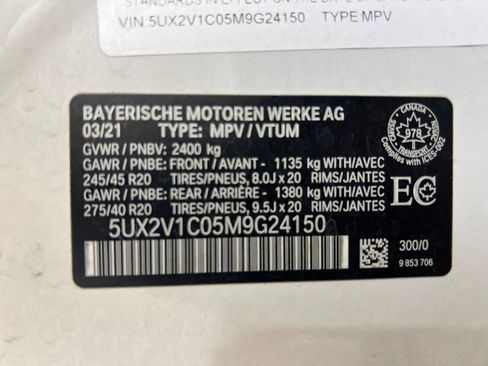 VIN:5UX2V1C05M9G24150 TYPE:MPV
BAYERISCHE MOTOREN WERKE AG
03/21 TYPE: MPV / VTUM
GVWR / PNBV: 2400 kg
GAWR / PNBE: FRONT / AVANT - 1135 kg WITH/AVEC
245/45 R20 TIRES/PNEUS, 8.0J x 20 RIMS/JANTES
GAWR / PNBE: REAR / ARRIÈRE - 1380 kg WITH/AVEC
275/40 R20 TIRES/PNEUS, 9.5J x 20 RIMS/JANTES
5UX2V1C05M9G24150
CANADA
978
TRANSPORT
Compliant with ICES-002
EC
300/0
9 853 706